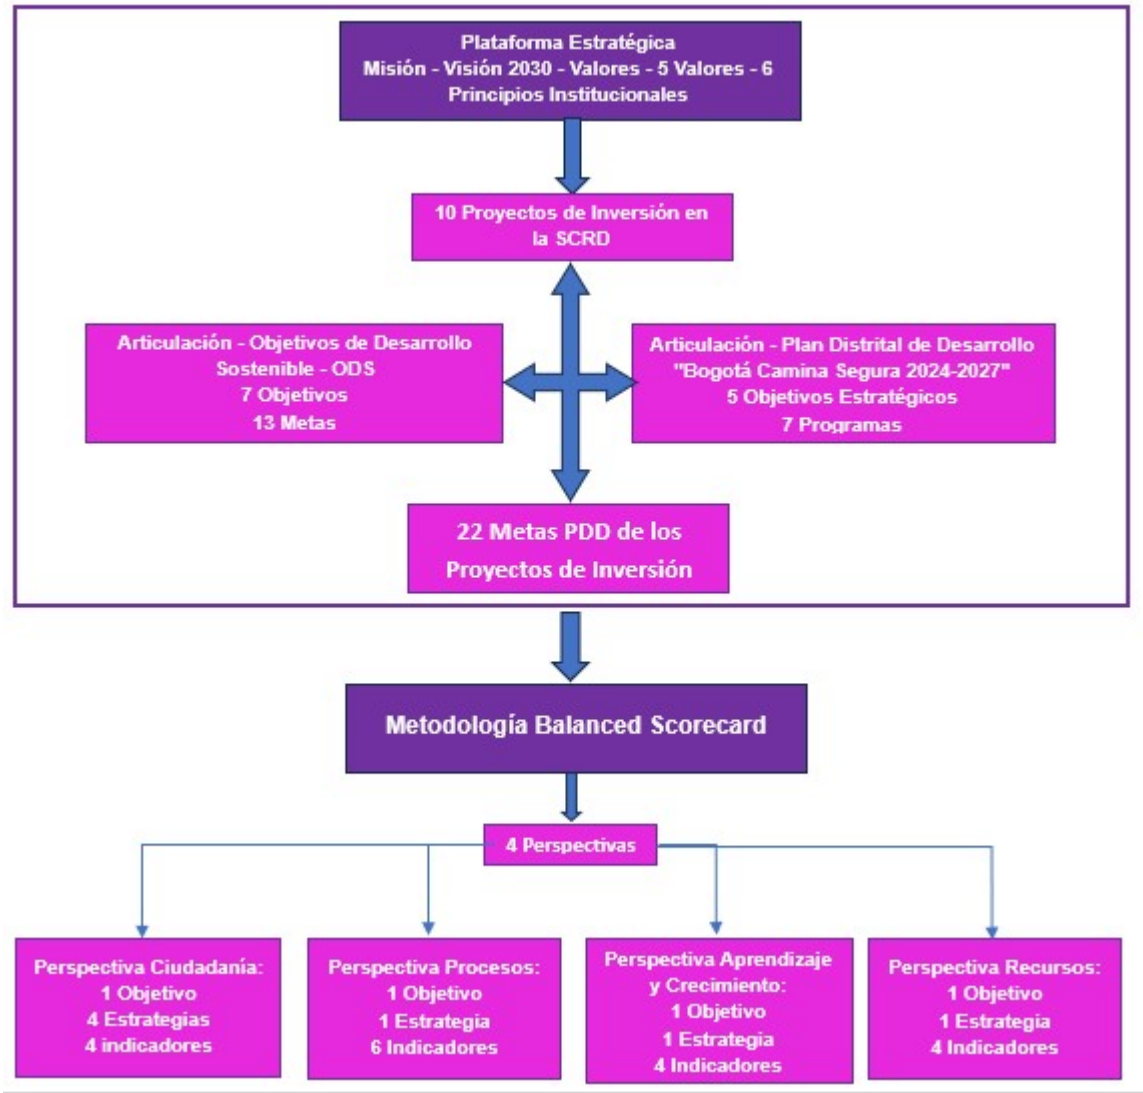 Plataforma Estratégica
Misión - Visión 2030 - Valores - 5 Valores - 6
Principios Institucionales
10 Proyectos de Inversión en
la SCRD
Articulación - Objetivos de Desarrollo
Sostenible - ODS
7 Objetivos
13 Metas
Articulación - Plan Distrital de Desarrollo
"Bogotá Camina Segura 2024-2027"
5 Objetivos Estratégicos
7 Programas
22 Metas PDD de los
Proyectos de Inversión
Metodología Balanced Scorecard
4 Perspectivas
Perspectiva Ciudadanía:
1 Objetivo
4 Estrategias
4 indicadores
Perspectiva Procesos:
1 Objetivo
1 Estrategia
6 Indicadores
Perspectiva Aprendizaje
y Crecimiento:
1 Objetivo
1 Estrategia
4 Indicadores
Perspectiva Recursos:
1 Objetivo
1 Estrategia
4 Indicadores